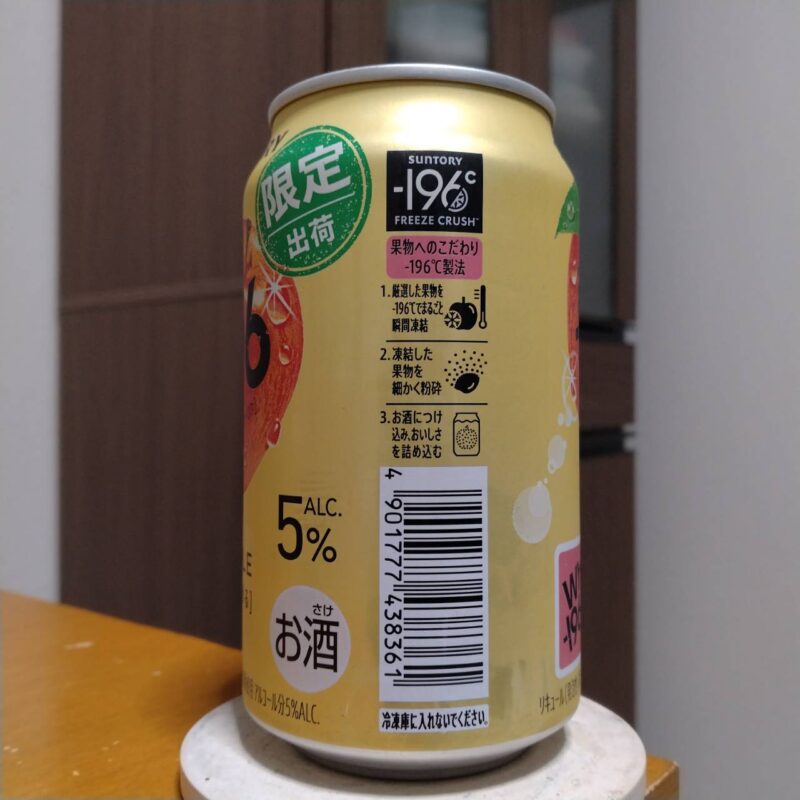 限定
出荷
SUNTORY
-196℃
FREEZE CRUSH™
果物へのこだわり
-196℃製法
1.厳選した果物を
-196℃でまるごと
瞬間凍結
2.凍結した
果物を
細かく粉砕
3.お酒につけ
込み、おいしさ
を詰め込む
5%
ALC.
さけ
お酒
アルコール分5%ALC.
4 901777 438361
冷凍庫に入れないでください。
リキュール